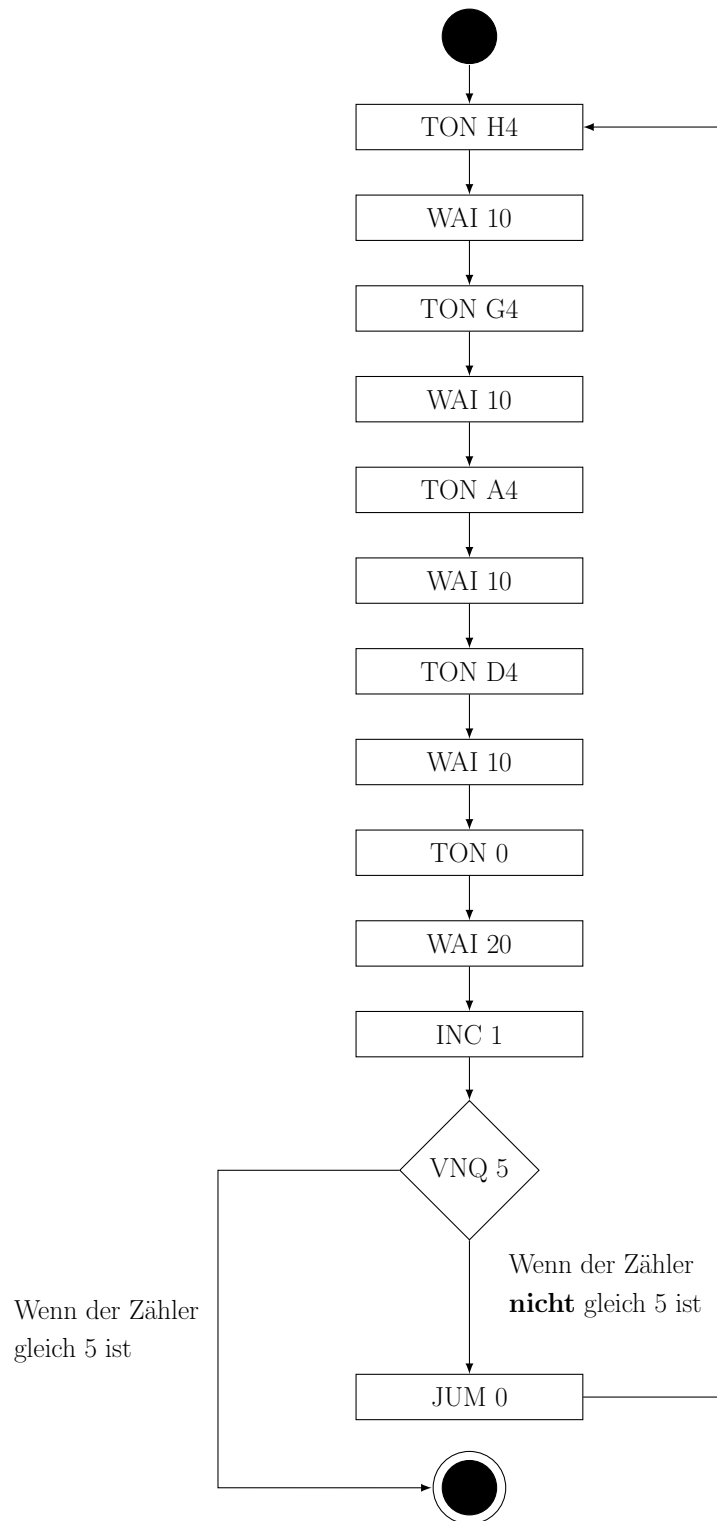 TON H4
WAI 10
TON G4
WAI 10
TON A4
WAI 10
TON D4
WAI 10
TON 0
WAI 20
INC 1
VNQ 5
Wenn der Zähler
nicht gleich 5 ist
Wenn der Zähler
gleich 5 ist
JUM 0